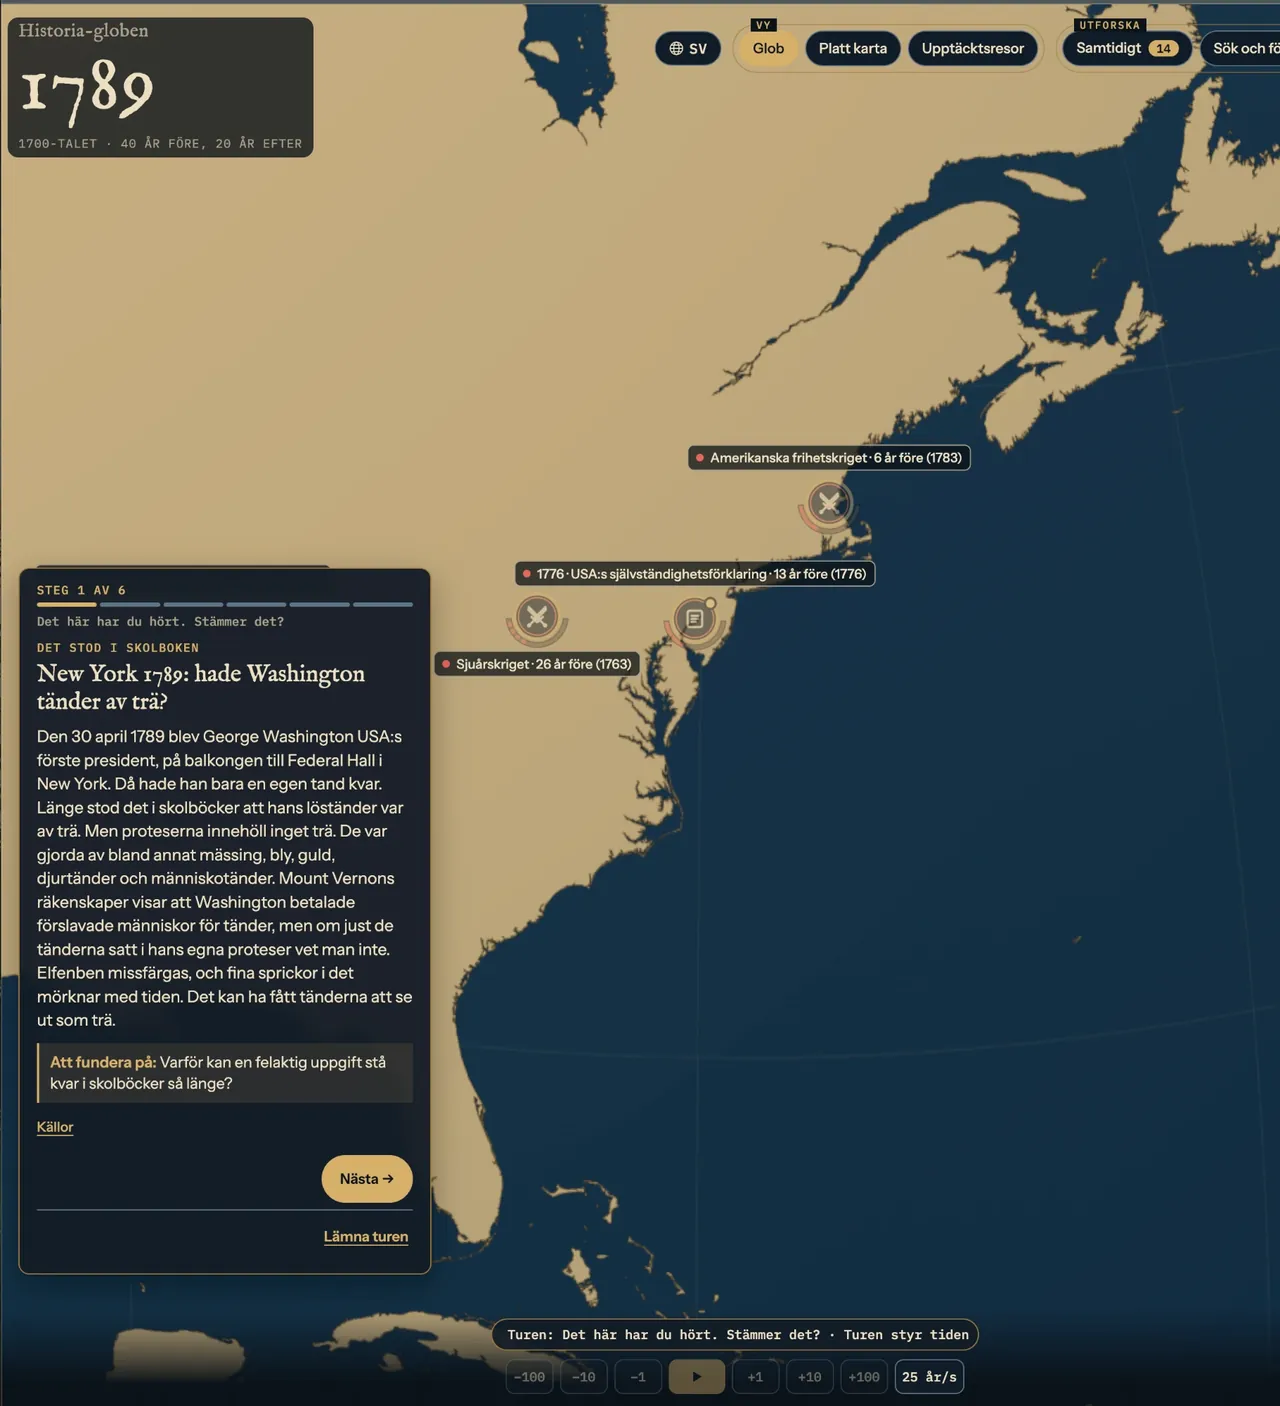 Historia-globen
1789
1700-TALET · 40 ÅR FÖRE, 20 ÅR EFTER
VY
UTFORSKA
SV
Glob
Platt karta
Upptäcktsresor
Samtidigt 14
Sök och fö
Amerikanska frihetskriget · 6 år före (1783)
1776 · USA:s självständighetsförklaring · 13 år före (1776)
Sjuårskriget · 26 år före (1763)
STEG 1 AV 6
Det här har du hört. Stämmer det?
DET STOD I SKOLBOKEN
New York 1789: hade Washington
tänder av trä?
Den 30 april 1789 blev George Washington USA:s
förste president, på balkongen till Federal Hall i
New York. Då hade han bara en egen tand kvar.
Länge stod det i skolböcker att hans löständer var
av trä. Men proteserna innehöll inget trä. De var
gjorda av bland annat mässing, bly, guld,
djurtänder och människotänder. Mount Vernons
räkenskaper visar att Washington betalade
förslavade människor för tänder, men om just de
tänderna satt i hans egna proteser vet man inte.
Elfenben missfärgas, och fina sprickor i det
mörknar med tiden. Det kan ha fått tänderna att se
ut som trä.
Att fundera på: Varför kan en felaktig uppgift stå
kvar i skolböcker så länge?
Källor
Nästa →
Lämna turen
Turen: Det här har du hört. Stämmer det? · Turen styr tiden
−100
−10
−1
+1
+10
+100
25 år/s